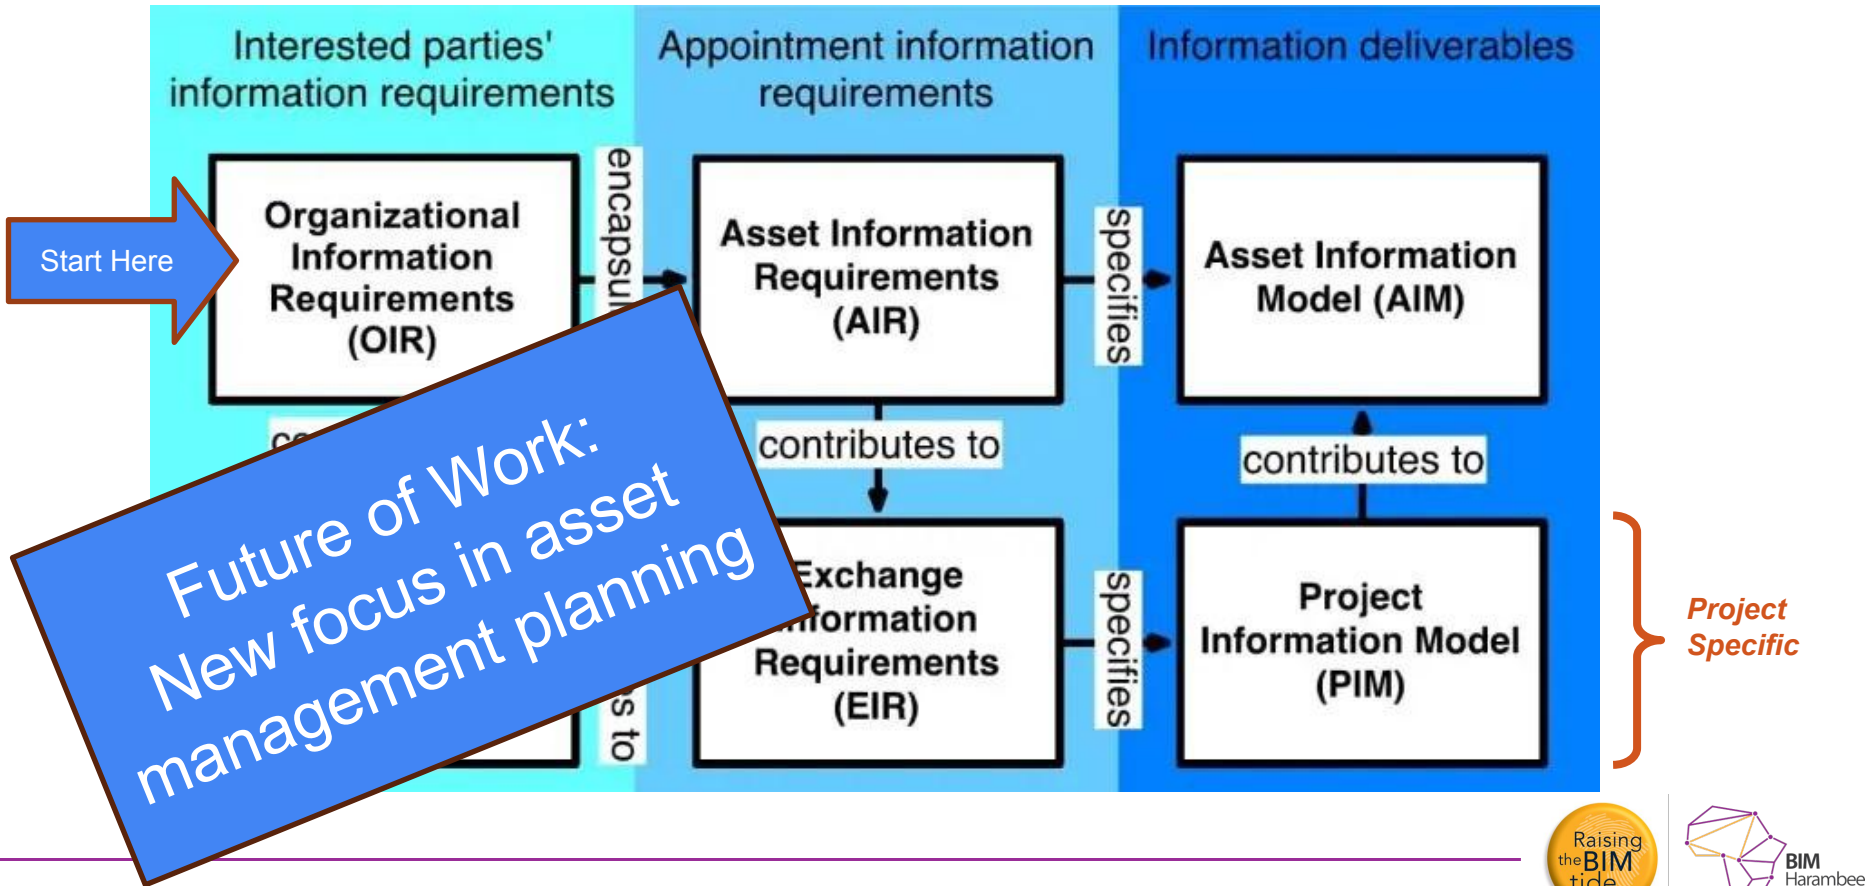 Interested parties'
information requirements
Appointment information
requirements
Information deliverables
Start Here
Organizational
Information
Requirements
(OIR)
Asset Information
Requirements
(AIR)
specifies
Asset Information
Model (AIM)
contributes to
contributes to
Future of Work:
New focus in asset
management planning
to
Exchange
Information
Requirements
(EIR)
specifies
Project
Information Model
(PIM)
Project
Specific
Raising
the BIM
tide
BIM
Harambee